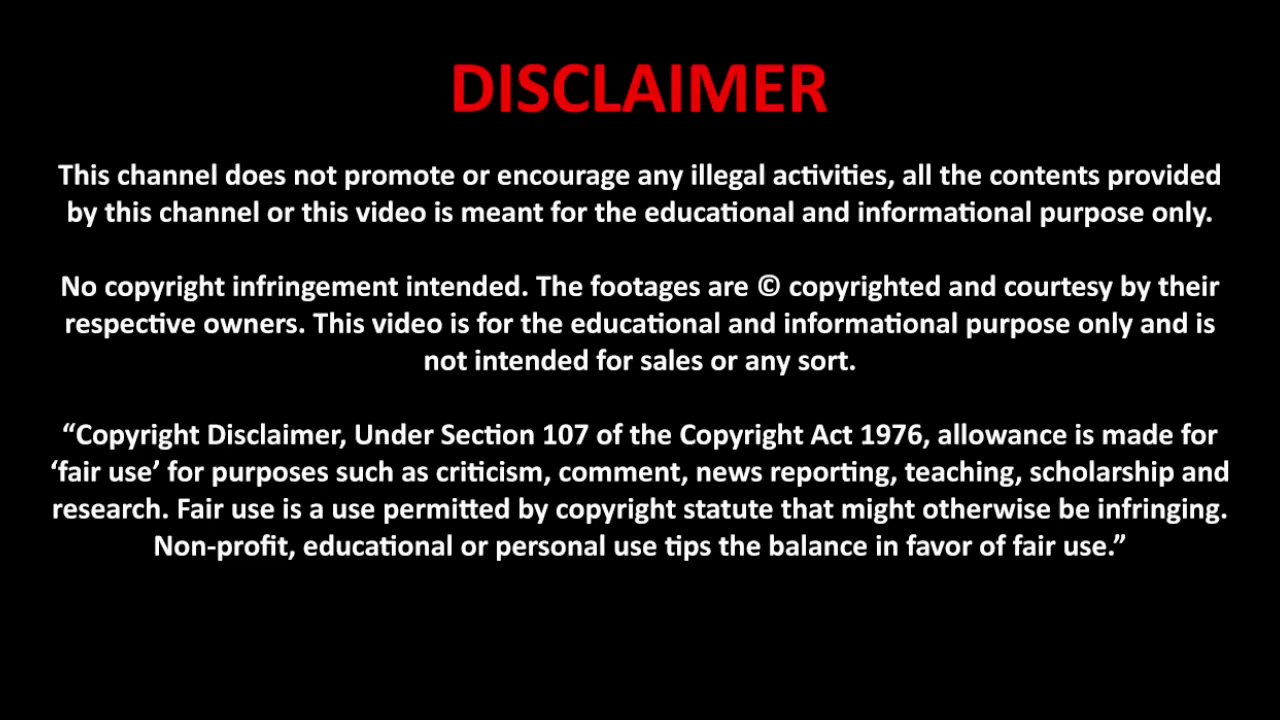 DISCLAIMER
This channel does not promote or encourage any illegal activities, all the contents provided
by this channel or this video is meant for the educational and informational purpose only.
No copyright infringement intended. The footages are © copyrighted and courtesy by their
respective owners. This video is for the educational and informational purpose only and is
not intended for sales or any sort.
“Copyright Disclaimer, Under Section 107 of the Copyright Act 1976, allowance is made for
‘fair use’ for purposes such as criticism, comment, news reporting, teaching, scholarship and
research. Fair use is a use permitted by copyright statute that might otherwise be infringing.
Non-profit, educational or personal use tips the balance in favor of fair use.”